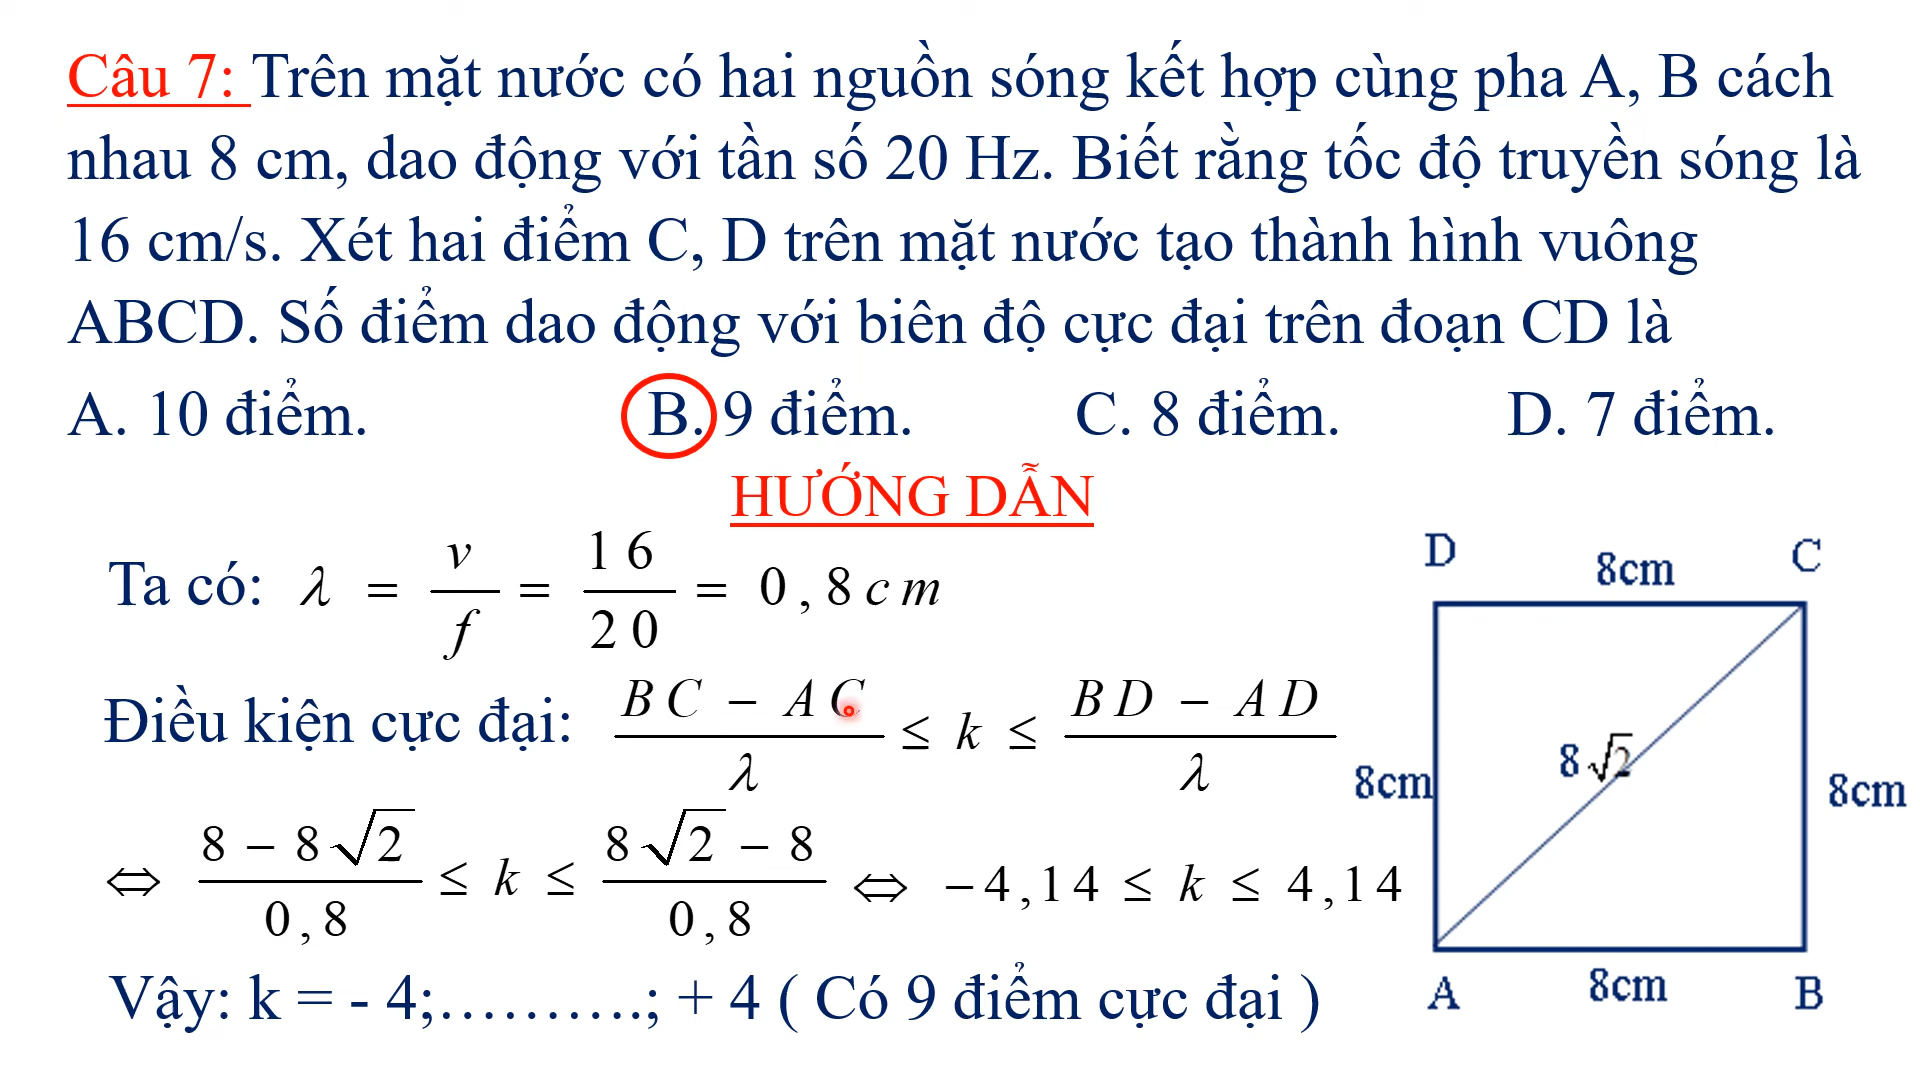 Câu 7: Trên mặt nước có hai nguồn sóng kết hợp cùng pha A, B cách
nhau 8 cm, dao động với tần số 20 Hz. Biết rằng tốc độ truyền sóng là
16 cm/s. Xét hai điểm C, D trên mặt nước tạo thành hình vuông
ABCD. Số điểm dao động với biên độ cực đại trên đoạn CD là
A. 10 điểm. B. 9 điểm. C. 8 điểm. D. 7 điểm.
HƯỚNG DẪN
Ta có: λ = v/f = 16/20 = 0,8cm
Điều kiện cực đại: (BC − AC)/λ ≤ k ≤ (BD − AD)/λ
⇔ (8 − 8√2)/0,8 ≤ k ≤ (8√2 − 8)/0,8 ⇔ −4,14 ≤ k ≤ 4,14
Vậy: k = - 4;……….; + 4 ( Có 9 điểm cực đại )
D 8cm C
8cm 8√2 8cm
A 8cm B